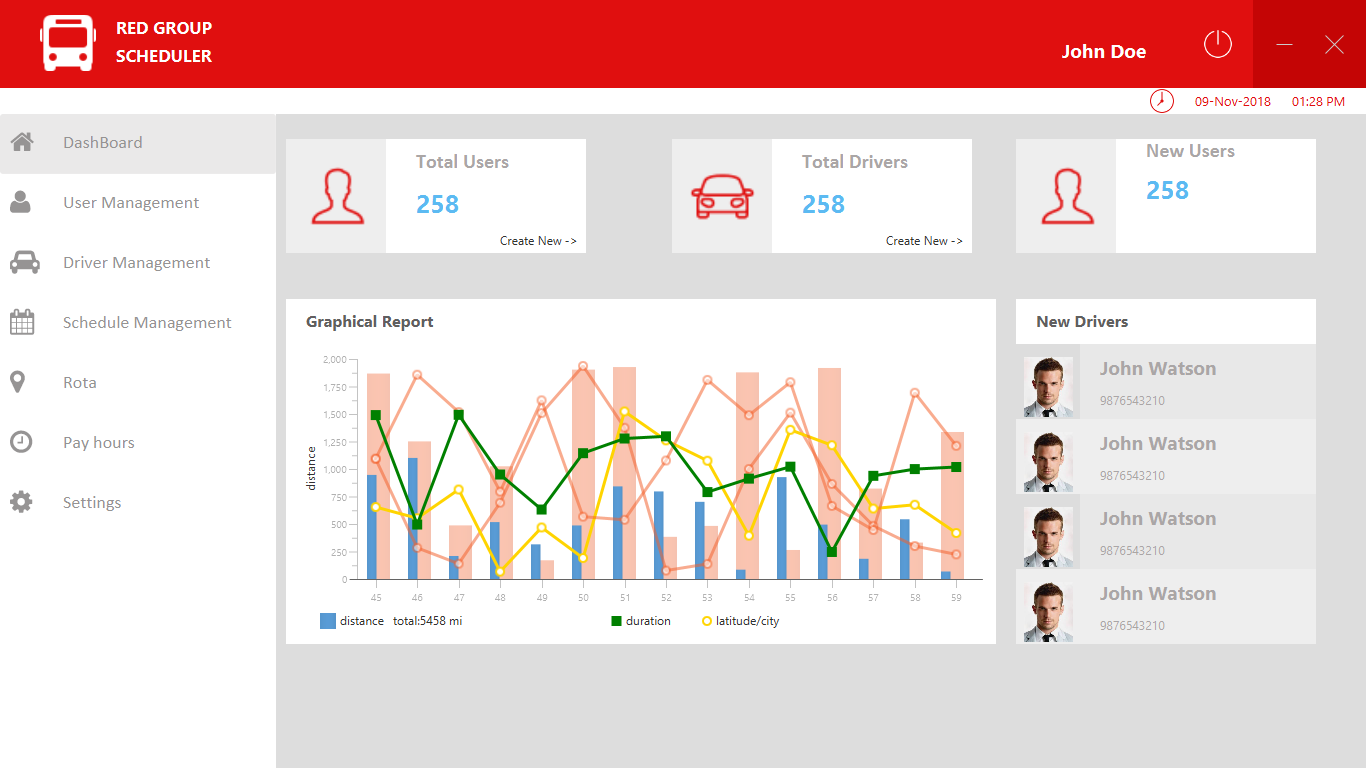 RED GROUP
SCHEDULER
John Doe
09-Nov-2018 01:28 PM
DashBoard
User Management
Driver Management
Schedule Management
Rota
Pay hours
Settings
Total Users
258
Create New ->
Total Drivers
258
Create New ->
New Users
258
Graphical Report
distance
2,000
1,750
1,500
1,250
1,000
750
500
250
0
45 46 47 48 49 50 51 52 53 54 55 56 57 58 59
distance total:5458 mi duration latitude/city
New Drivers
John Watson
9876543210
John Watson
9876543210
John Watson
9876543210
John Watson
9876543210